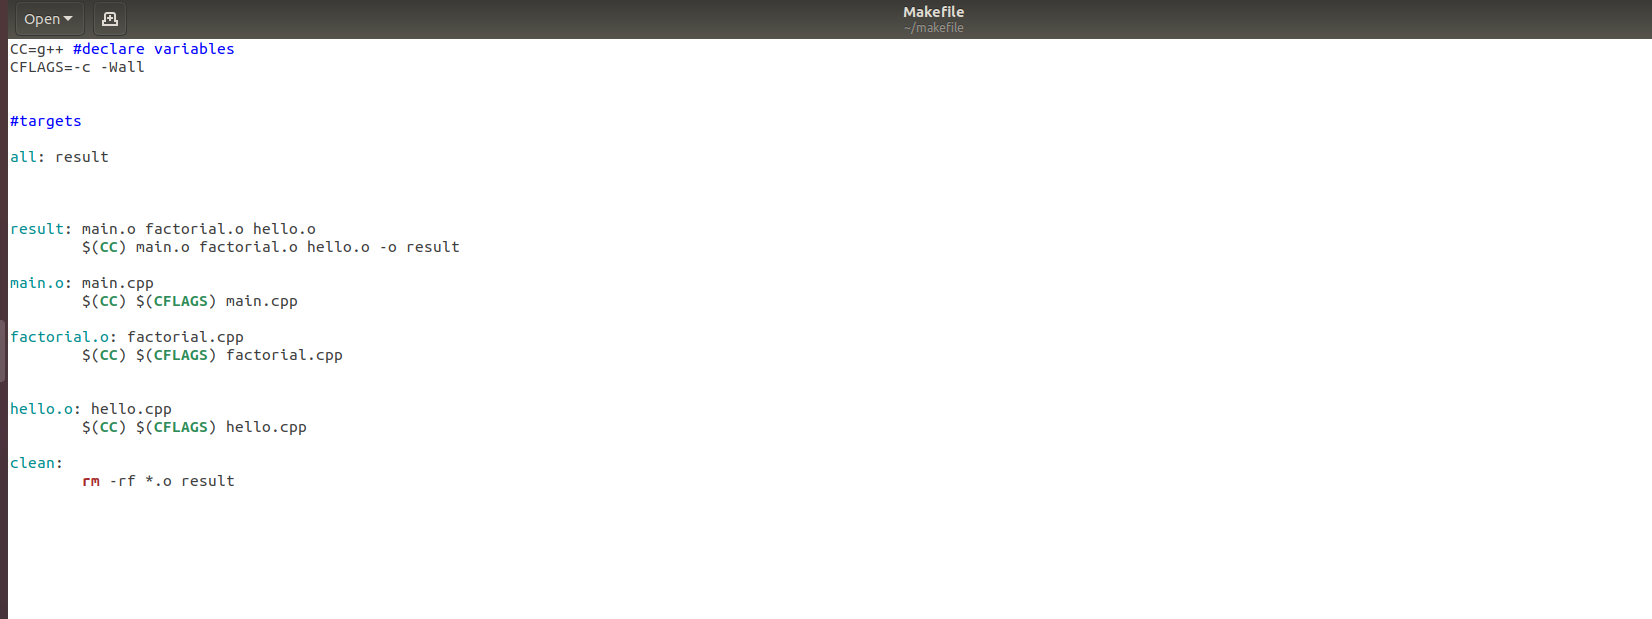 Open
Makefile
~/makefile
CC=g++ #declare variables
CFLAGS=-c -Wall
#targets
all: result
result: main.o factorial.o hello.o
$(CC) main.o factorial.o hello.o -o result
main.o: main.cpp
$(CC) $(CFLAGS) main.cpp
factorial.o: factorial.cpp
$(CC) $(CFLAGS) factorial.cpp
hello.o: hello.cpp
$(CC) $(CFLAGS) hello.cpp
clean:
rm -rf *.o result